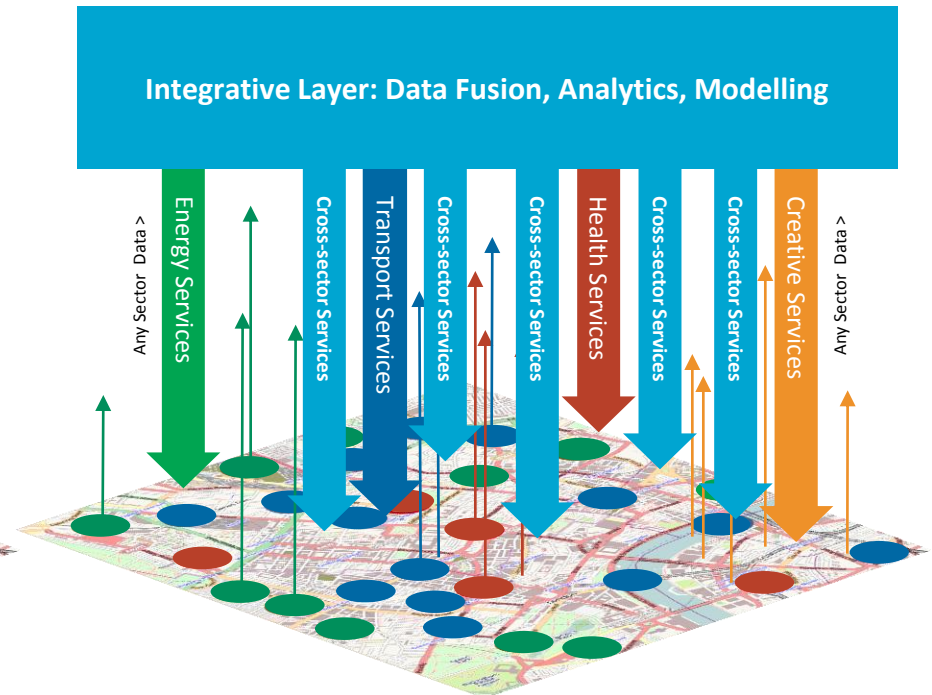 Integrative Layer: Data Fusion, Analytics, Modelling
Any Sector Data >
Energy Services
Cross-sector Services
Transport Services
Cross-sector Services
Cross-sector Services
Health Services
Cross-sector Services
Cross-sector Services
Creative Services
Any Sector Data >